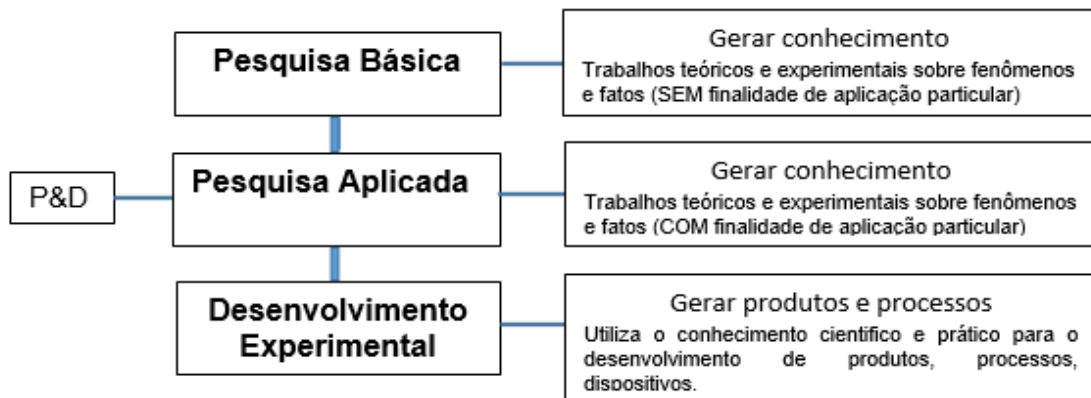 Pesquisa Básica
Gerar conhecimento
Trabalhos teóricos e experimentais sobre fenômenos
e fatos (SEM finalidade de aplicação particular)
P&D
Pesquisa Aplicada
Gerar conhecimento
Trabalhos teóricos e experimentais sobre fenômenos
e fatos (COM finalidade de aplicação particular)
Desenvolvimento
Experimental
Gerar produtos e processos
Utiliza o conhecimento cientifico e prático para o
desenvolvimento de produtos, processos,
dispositivos.